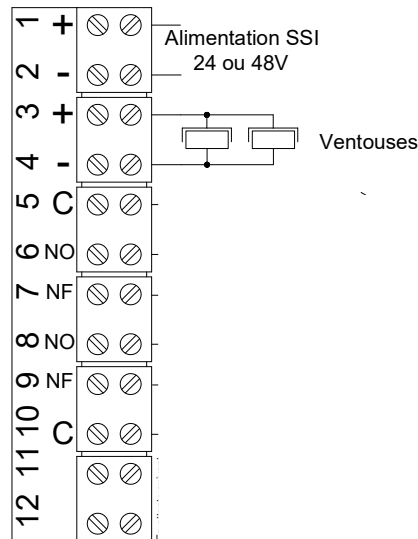 1 +
Alimentation SSI
24 ou 48V
2 -
3 +
Ventouses
4 -
5 C
6 NO
7 NF
8 NO
9 NF
10 C
11
12